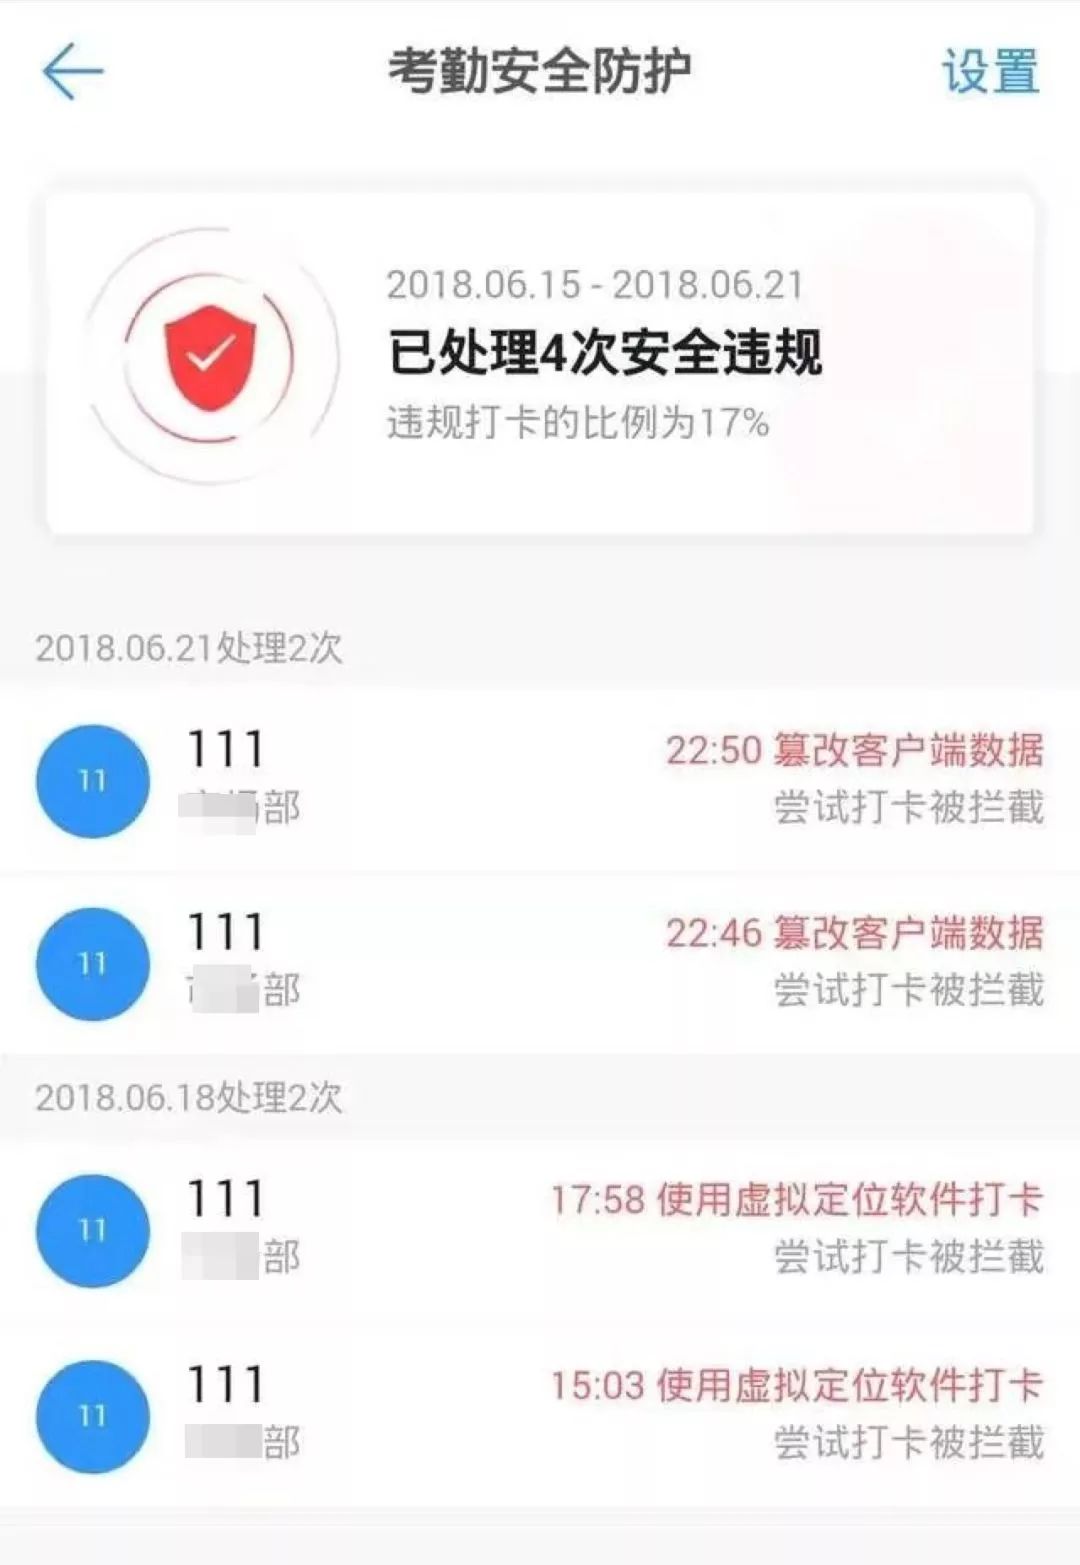 考勤安全防护
设置
2018.06.15 - 2018.06.21
已处理4次安全违规
违规打卡的比例为17%
2018.06.21处理2次
11
111
22:50 篡改客户端数据
部
尝试打卡被拦截
11
111
22:46 篡改客户端数据
部
尝试打卡被拦截
2018.06.18处理2次
11
111
17:58 使用虚拟定位软件打卡
部
尝试打卡被拦截
11
111
15:03 使用虚拟定位软件打卡
部
尝试打卡被拦截